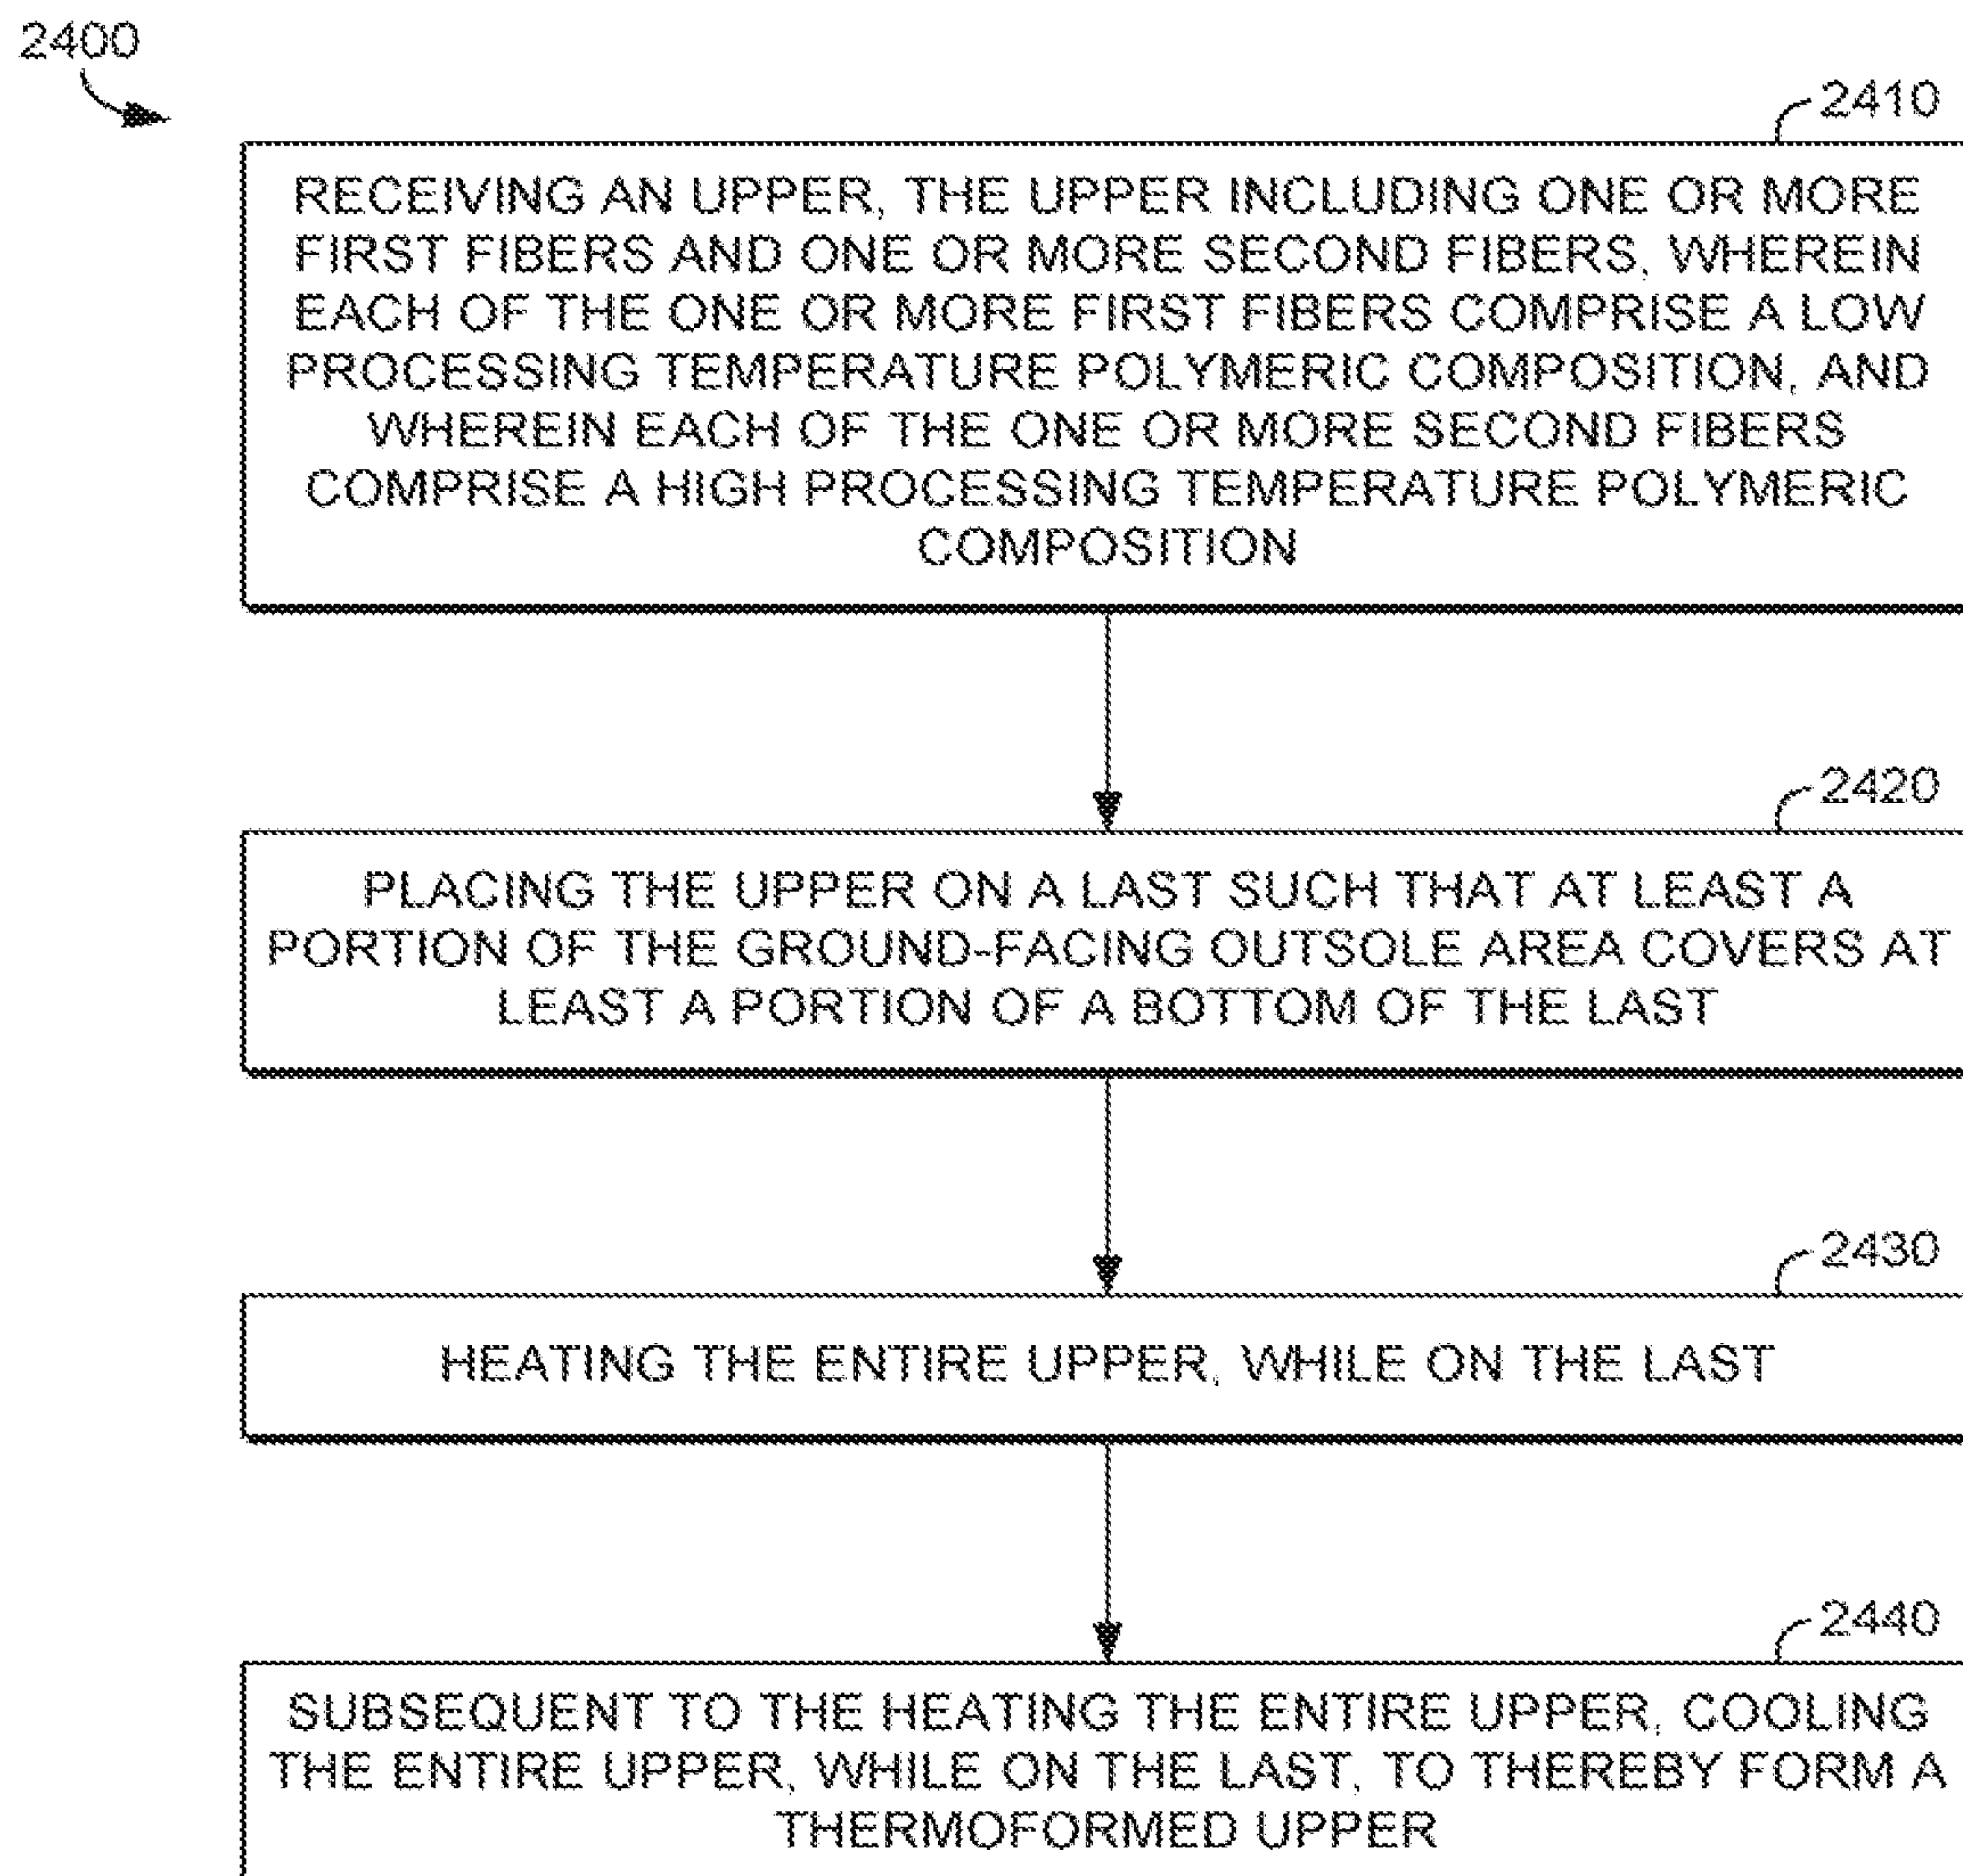 2400
2410
RECEIVING AN UPPER, THE UPPER INCLUDING ONE OR MORE
FIRST FIBERS AND ONE OR MORE SECOND FIBERS, WHEREIN
EACH OF THE ONE OR MORE FIRST FIBERS COMPRISE A LOW
PROCESSING TEMPERATURE POLYMERIC COMPOSITION, AND
WHEREIN EACH OF THE ONE OR MORE SECOND FIBERS
COMPRISE A HIGH PROCESSING TEMPERATURE POLYMERIC
COMPOSITION
2420
PLACING THE UPPER ON A LAST SUCH THAT AT LEAST A
PORTION OF THE GROUND-FACING OUTSOLE AREA COVERS AT
LEAST A PORTION OF A BOTTOM OF THE LAST
2430
HEATING THE ENTIRE UPPER, WHILE ON THE LAST
2440
SUBSEQUENT TO THE HEATING THE ENTIRE UPPER, COOLING
THE ENTIRE UPPER, WHILE ON THE LAST, TO THEREBY FORM A
THERMOFORMED UPPER